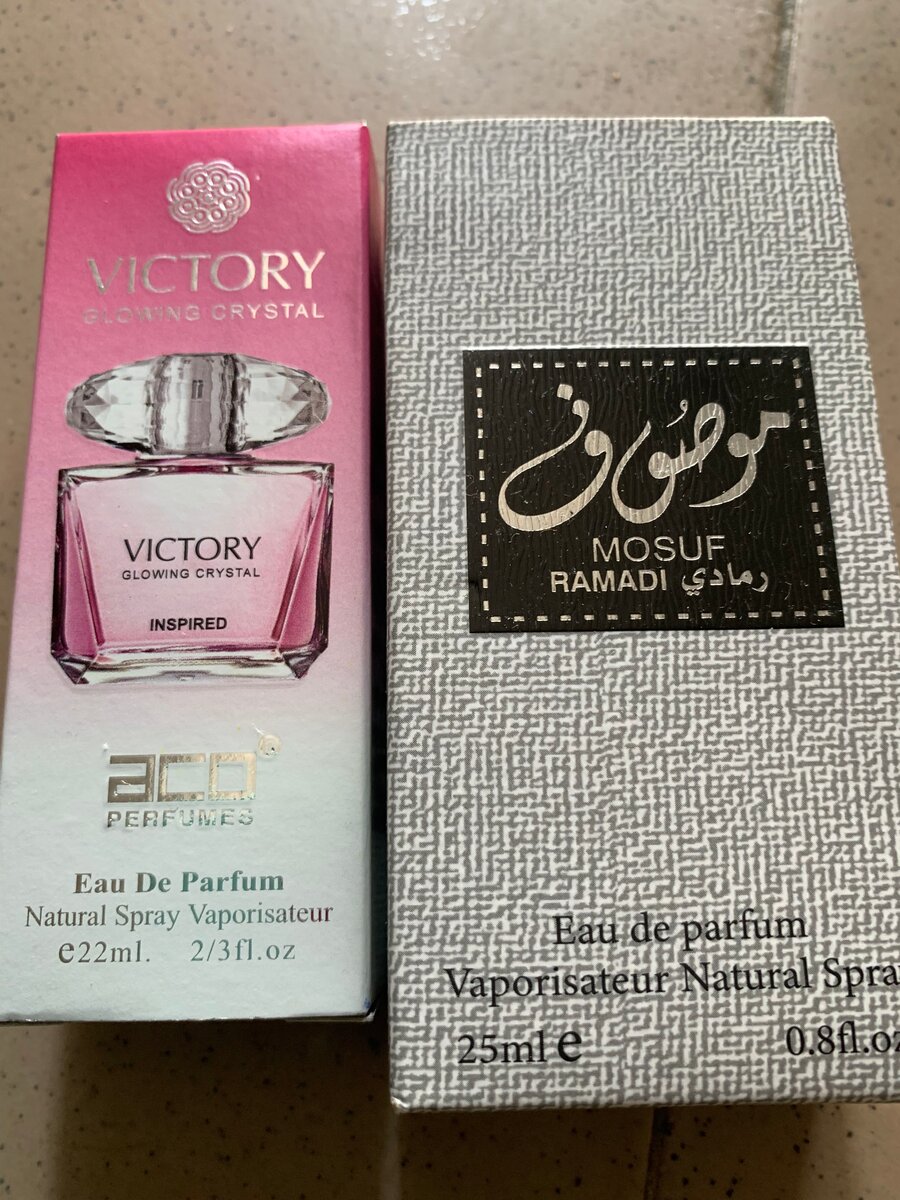 VICTORY
GLOWING CRYSTAL
VICTORY
GLOWING CRYSTAL
INSPIRED
aco®
PERFUMES
Eau De Parfum
Natural Spray Vaporisateur
e22ml. 2/3fl.oz
موصوف
MOSUF
RAMADI رمادي
Eau de parfum
Vaporisateur Natural Spray
25ml e 0.8fl.oz